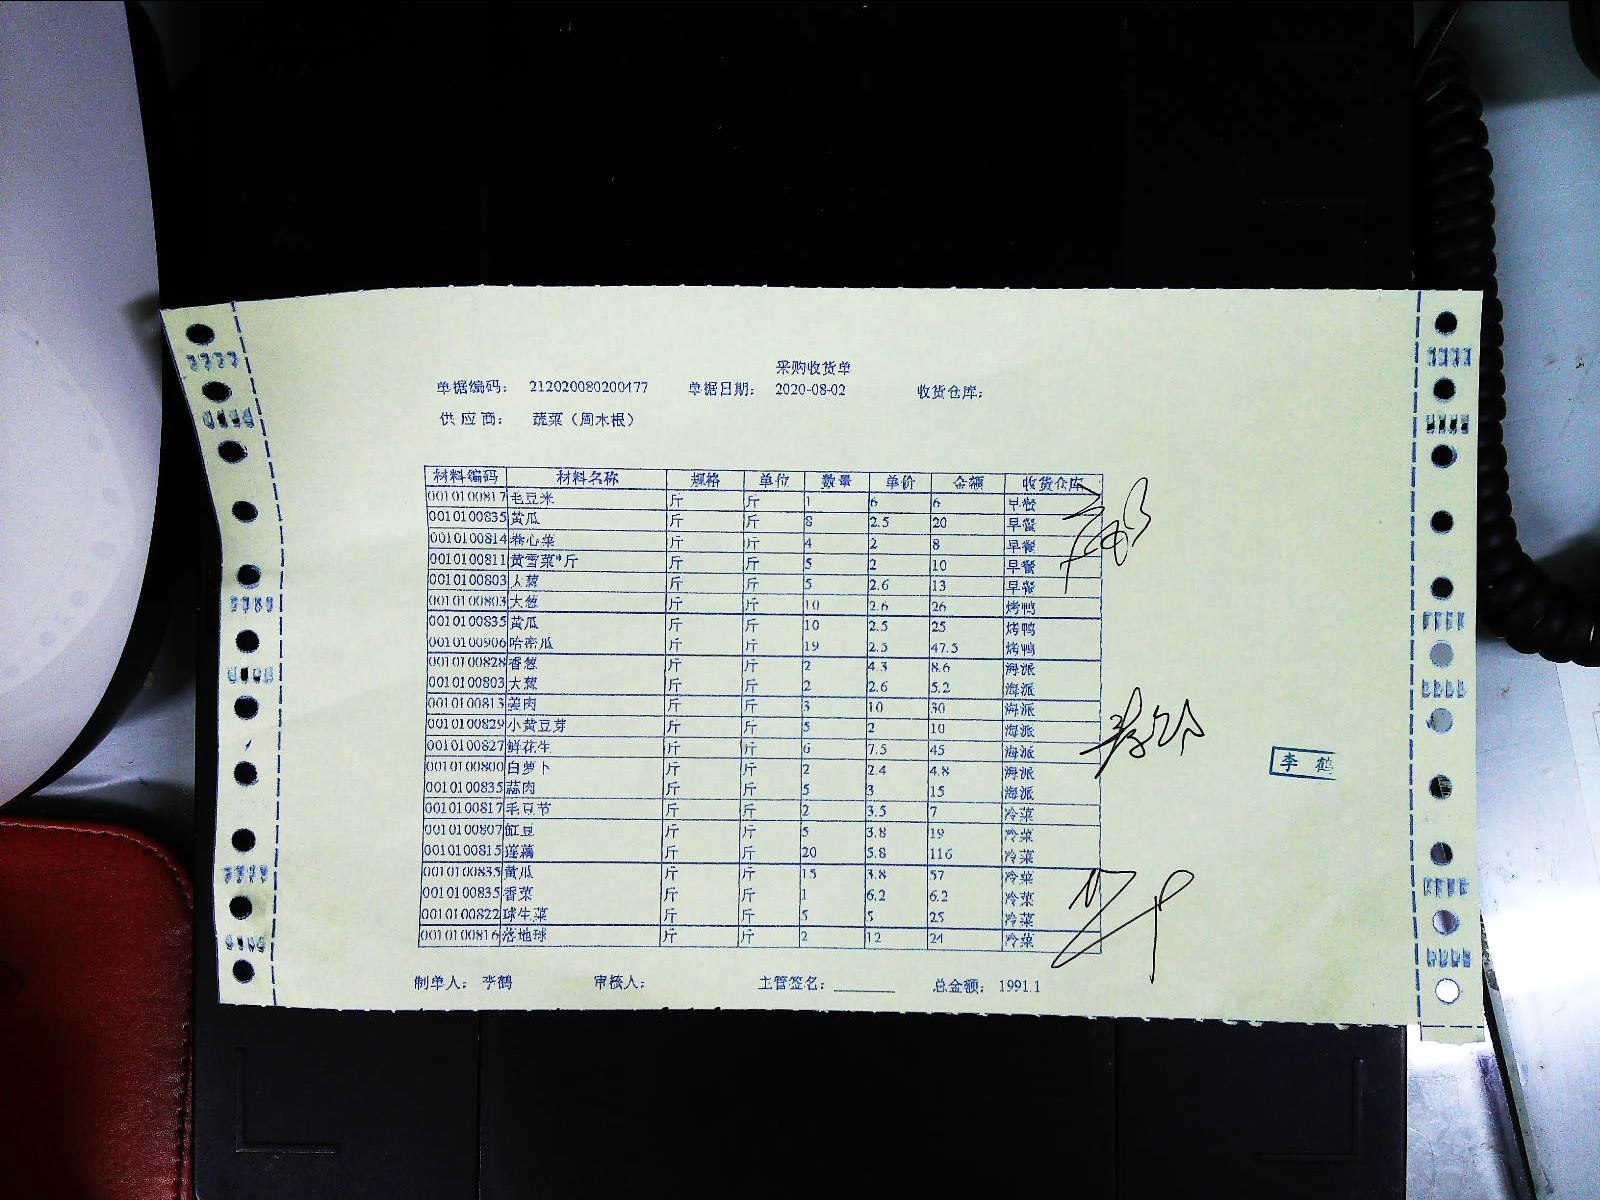 采购收货单
单据编码： 212020080200477 单据日期： 2020-08-02 收货仓库：
供 应 商： 蔬菜（周木根）
材料编码 材料名称 规格 单位 数量 单价 金额 收货仓库
0010100817 毛豆米 斤 斤 1 6 6 早餐
0010100835 黄瓜 斤 斤 8 2.5 20 早餐
0010100814 卷心菜 斤 斤 4 2 8 早餐
0010100811 黄雪菜*斤 斤 斤 5 2 10 早餐
0010100803 大葱 斤 斤 5 2.6 13 早餐
0010100803 大葱 斤 斤 10 2.6 26 烤鸭
0010100835 黄瓜 斤 斤 10 2.5 25 烤鸭
0010100906 哈密瓜 斤 斤 19 2.5 47.5 烤鸭
0010100828 香葱 斤 斤 2 4.3 8.6 海派
0010100803 大葱 斤 斤 2 2.6 5.2 海派
0010100813 姜肉 斤 斤 3 10 30 海派
0010100829 小黄豆芽 斤 斤 5 2 10 海派
0010100827 鲜花生 斤 斤 6 7.5 45 海派
0010100800 白萝卜 斤 斤 2 2.4 4.8 海派
0010100835 蒜肉 斤 斤 5 3 15 海派
0010100817 毛豆节 斤 斤 2 3.5 7 冷菜
0010100807 缸豆 斤 斤 5 3.8 19 冷菜
0010100815 莲藕 斤 斤 20 5.8 116 冷菜
0010100835 黄瓜 斤 斤 15 3.8 57 冷菜
0010100835 香菜 斤 斤 1 6.2 6.2 冷菜
0010100822 球生菜 斤 斤 5 5 25 冷菜
0010100816 地球 斤 斤 2 12 24 冷菜
李鹤
制单人： 李鹤 审核人： 主管签名： 总金额： 1991.1